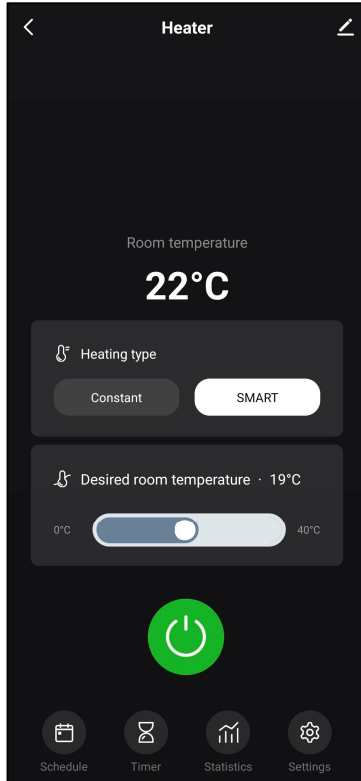 Heater
Room temperature
22°C
Heating type
Constant SMART
Desired room temperature · 19°C
0°C 40°C
Schedule Timer Statistics Settings